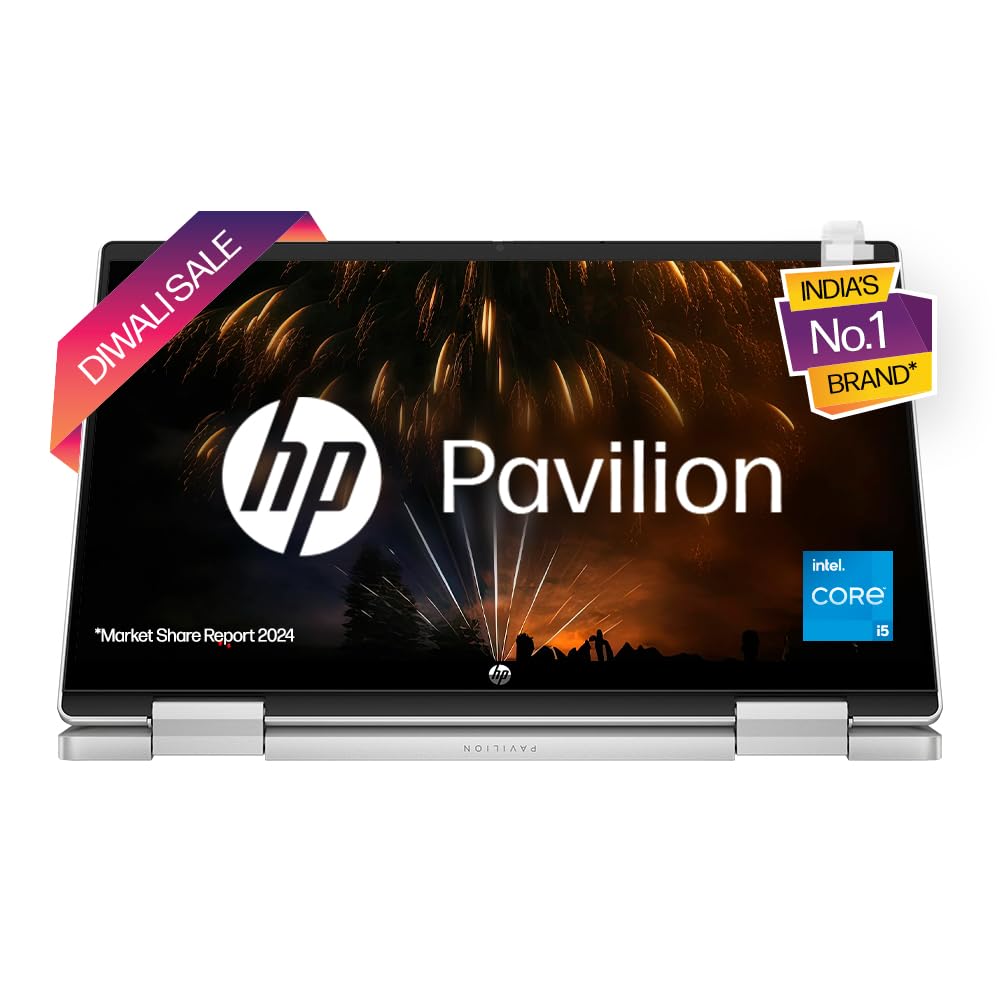 DIWALI SALE
INDIA'S
No.1
BRAND*
hp Pavilion
intel.
CORE
i5
*Market Share Report 2024
hp
PAVILION